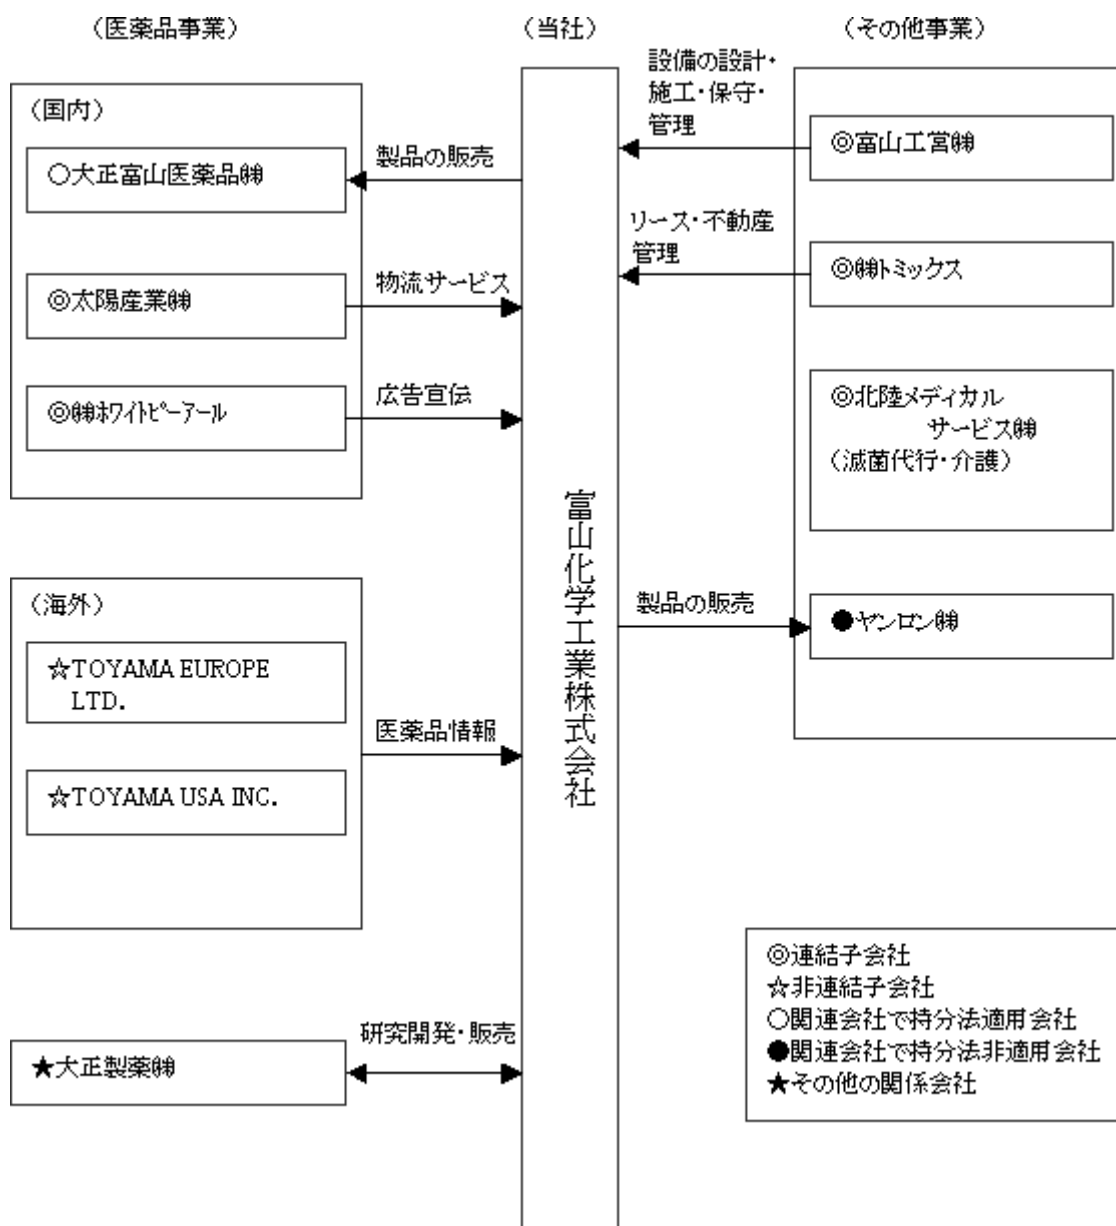 （医薬品事業）
（国内）
○大正富山医薬品㈱
製品の販売
◎太陽産業㈱
物流サービス
◎㈱ﾎﾜｲﾄﾋﾟｰｱｰﾙ
広告宣伝
（海外）
☆TOYAMA EUROPE
LTD.
☆TOYAMA USA INC.
医薬品情報
★大正製薬㈱
研究開発・販売
（当社）
富山化学工業株式会社
（その他事業）
設備の設計・
施工・保守・
管理
◎富山工営㈱
リース・不動産
管理
◎㈱トミックス
◎北陸メディカル
サービス㈱
（滅菌代行・介護）
製品の販売
●ヤンロン㈱
◎連結子会社
☆非連結子会社
○関連会社で持分法適用会社
●関連会社で持分法非適用会社
★その他の関係会社